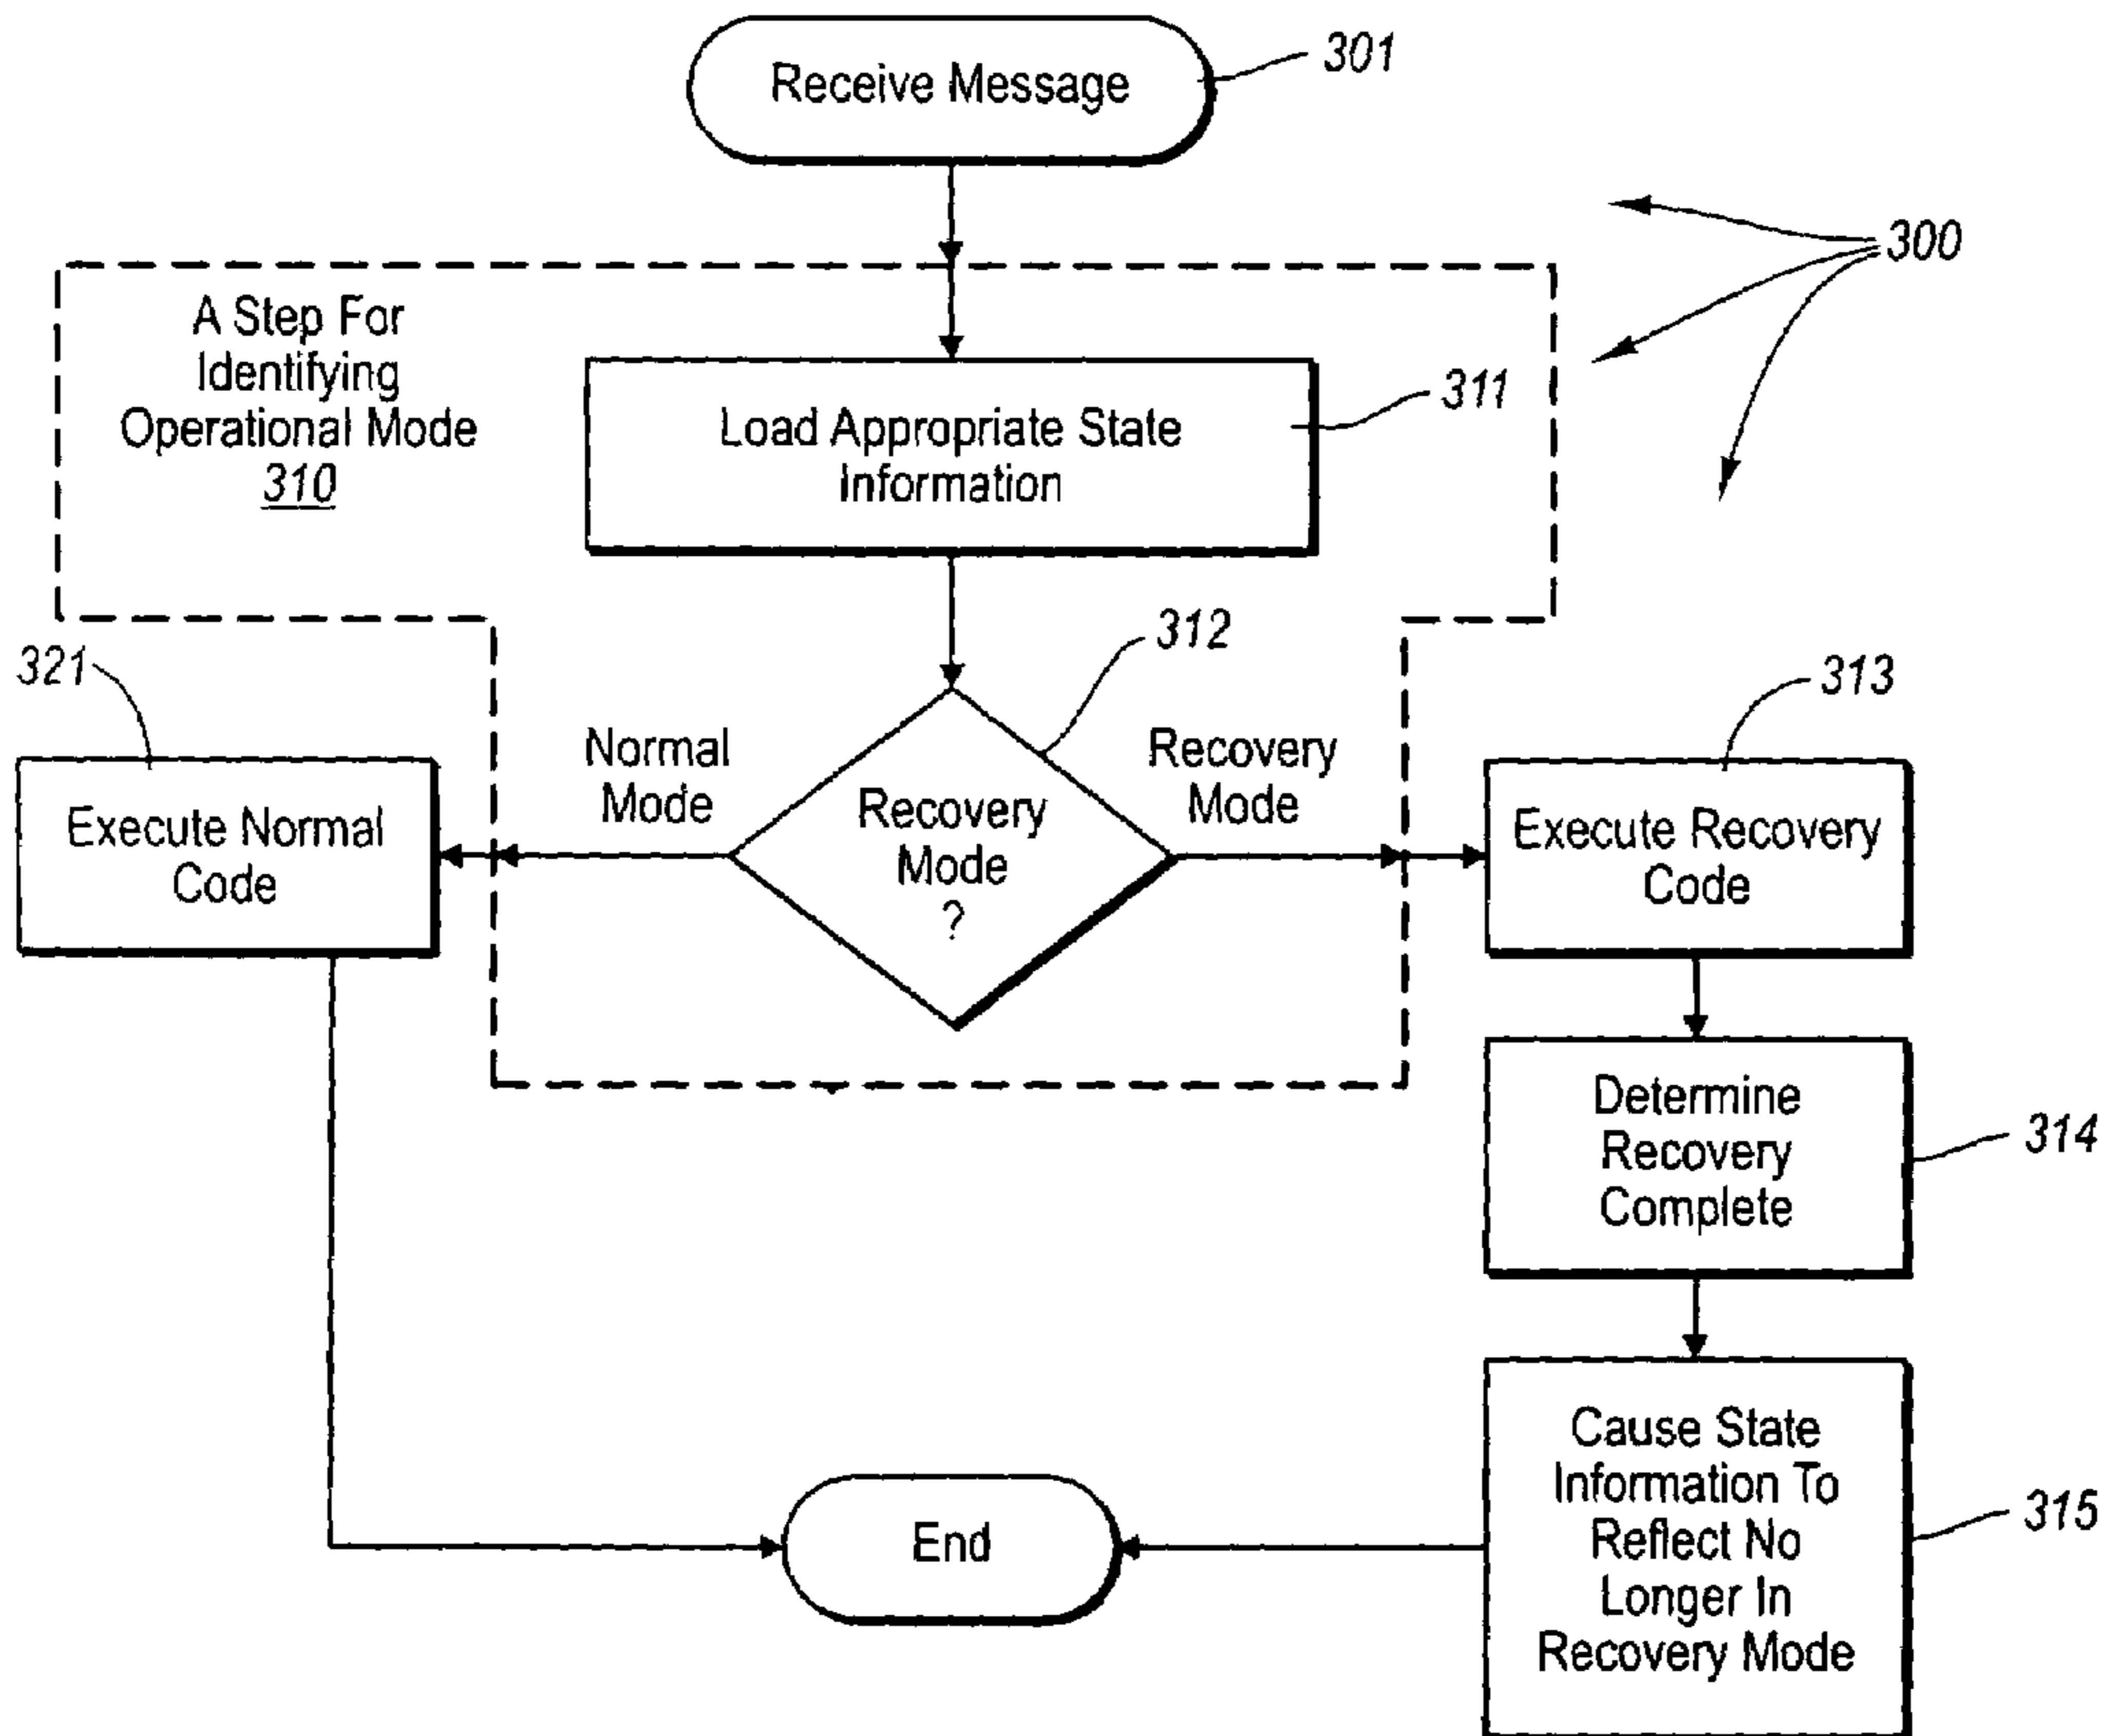 Receive Message
301
300
A Step For
Identifying
Operational Mode
310
Load Appropriate State
Information
311
312
321
313
Normal
Mode
Recovery
Mode
?
Recovery
Mode
Execute Normal
Code
Execute Recovery
Code
Determine
Recovery
Complete
314
Cause State
Information To
Reflect No
Longer In
Recovery Mode
315
End